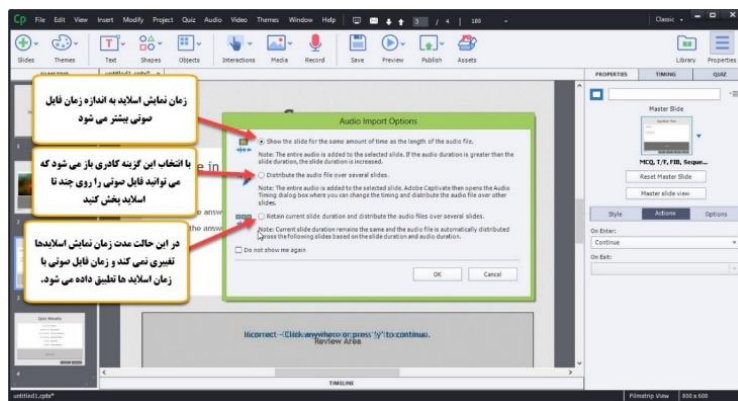 Cp File Edit View Insert Modify Project Quiz Audio Video Themes Window Help 3 / 4 100 Classic
Slides Themes Text Shapes Objects Interactions Media Record Save Preview Publish Assets Library Properties
untitled1.cptx*
PROPERTIES TIMING QUIZ
زمان نمایش اسلاید به اندازه زمان فایل
صوتی بیشتر می شود
با انتخاب این گزینه کادری باز می شود که
می توانید فایل صوتی را روی چند تا
اسلاید پخش کنید
در این حالت مدت زمان نمایش اسلایدها
تغییری نمی کند و زمان فایل صوتی با
زمان اسلاید ها تطبیق داده می شود.
Audio Import Options
Show the slide for the same amount of time as the length of the audio file.
Note: The entire audio is added to the selected slide. If the audio duration is greater than the
slide duration, the slide duration is increased.
Distribute the audio file over several slides.
Note: The entire audio is added to the selected slide. Adobe Captivate then opens the Audio
Timing dialog box where you can change the timing and distribute the audio file over other
slides.
Retain current slide duration and distribute the audio files over several slides.
Note: Current slide duration remains the same and the audio file is automatically distributed
across the following slides based on the slide duration and audio duration.
Do not show me again
OK Cancel
Master Slide
MCQ, T/F, FIB, Seque...
Reset Master Slide
Master slide view
Style Actions Options
On Enter:
Continue
On Exit:
Incorrect - Click anywhere or press 'y' to continue.
Review Area
TIMELINE
untitled1.cptx* Filmstrip View 800 x 600